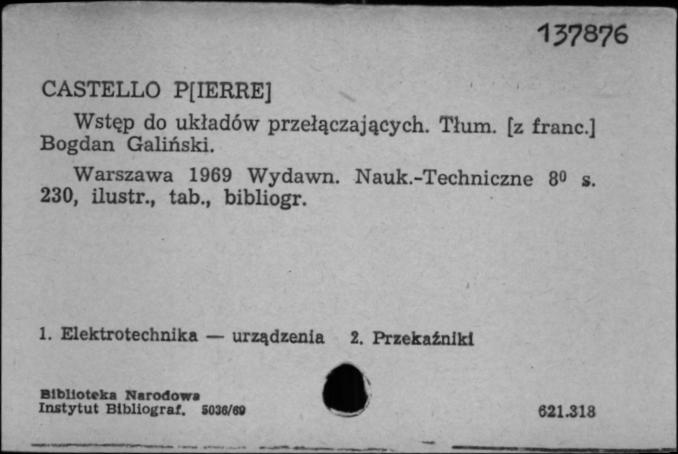 137876
CASTELLO P[IERRE]
Wstęp do układów przełączających. Tłum. [z franc.]
Bogdan Galiński.
Warszawa 1969 Wydawn. Nauk.-Techniczne 8⁰ s.
230, ilustr., tab., bibliogr.
1. Elektrotechnika — urządzenia 2. Przekaźniki
Biblioteka Narodowa
Instytut Bibliograf. 5036/69
621.318